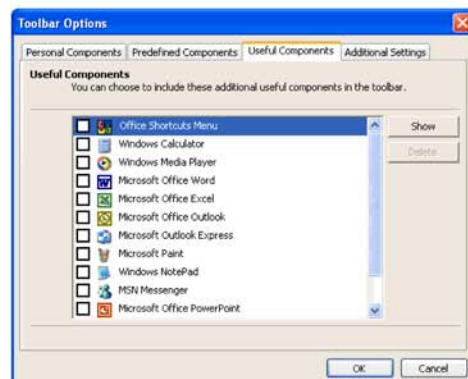 Toolbar Options
Personal Components Predefined Components Useful Components Additional Settings
Useful Components
You can choose to include these additional useful components in the toolbar.
Office Shortcuts Menu
Windows Calculator
Windows Media Player
Microsoft Office Word
Microsoft Office Excel
Microsoft Office Outlook
Microsoft Outlook Express
Microsoft Paint
Windows NotePad
MSN Messenger
Microsoft Office PowerPoint
Show
Delete
OK Cancel